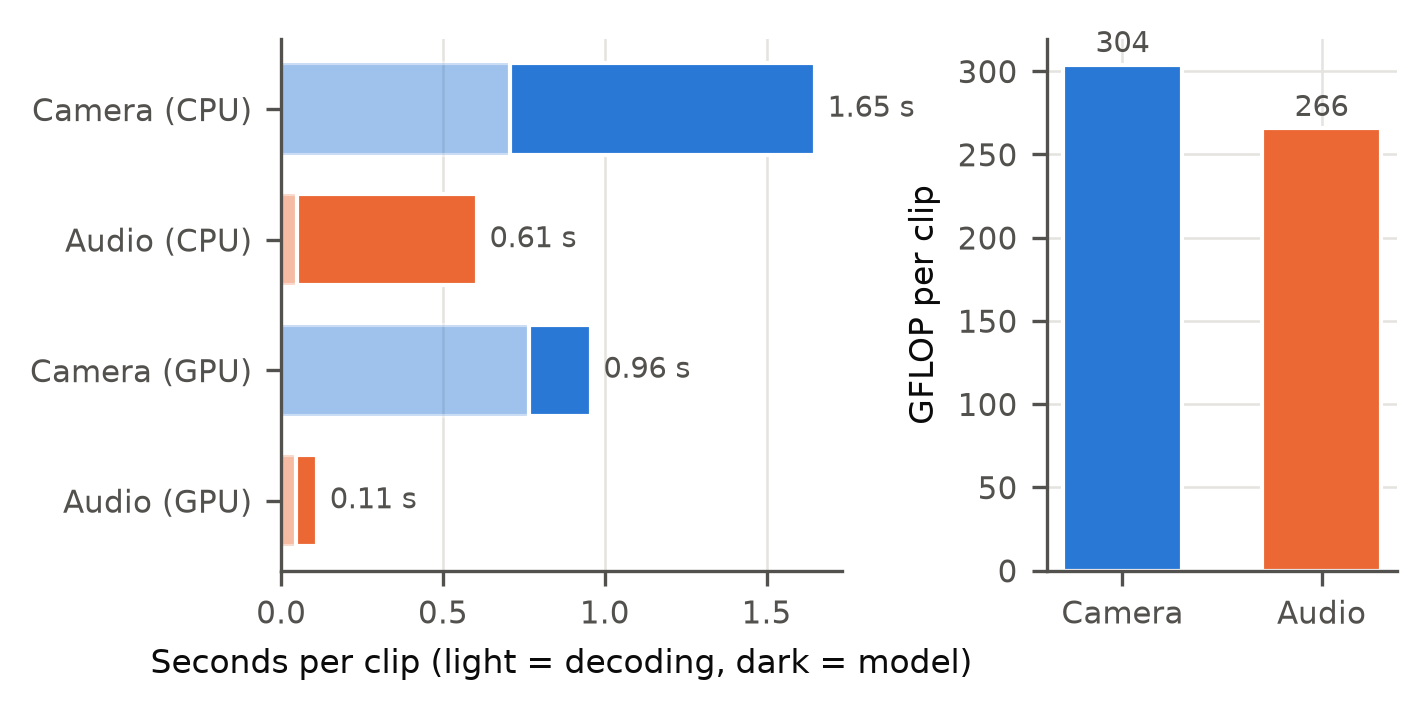 Camera (CPU)
1.65 s
Audio (CPU)
0.61 s
Camera (GPU)
0.96 s
Audio (GPU)
0.11 s
0.0 0.5 1.0 1.5
Seconds per clip (light = decoding, dark = model)
GFLOP per clip
300
250
200
150
100
50
0
304
266
Camera Audio